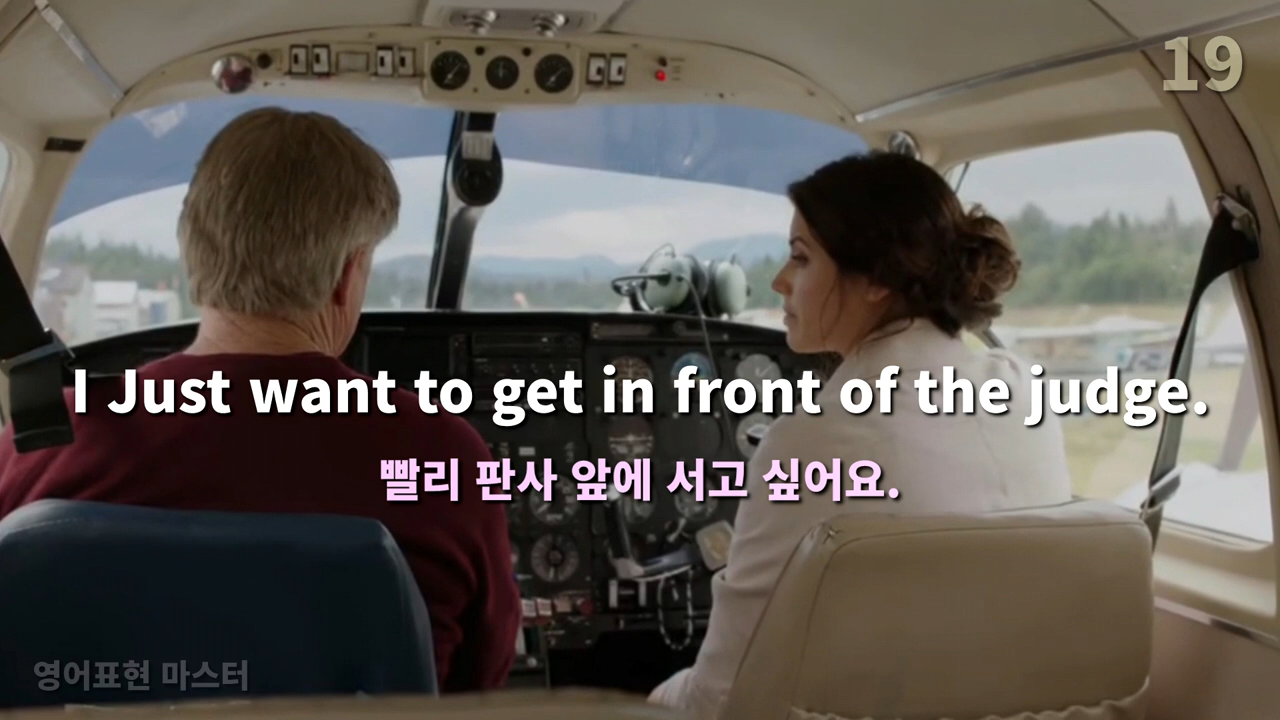 19
I Just want to get in front of the judge.
빨리 판사 앞에 서고 싶어요.
영어표현 마스터